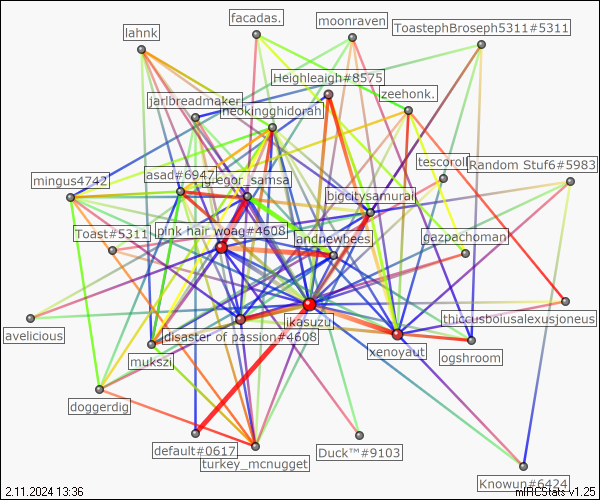 facadas.
moonraven
lahnk
ToastephBroseph5311#5311
Heighleaigh#8575
jarlbreadmaker
zeehonk.
neokingghidorah
tescoroll
Random Stuf6#5983
asad#6947
mingus4742
gregor_samsa
bigcitysamurai
Toast#5311
pink hair woag#4608
andnewbees
gazpachoman
avelicious
likasuzu
thiccusboiusalexusjoneus
disaster of passion#4608
mukszi
xenoyaut
ogshroom
doggerdig
default#0617
turkey_mcnugget
Duck™#9103
Knowun#6424
2.11.2024 13:36
mIRCStats v1.25